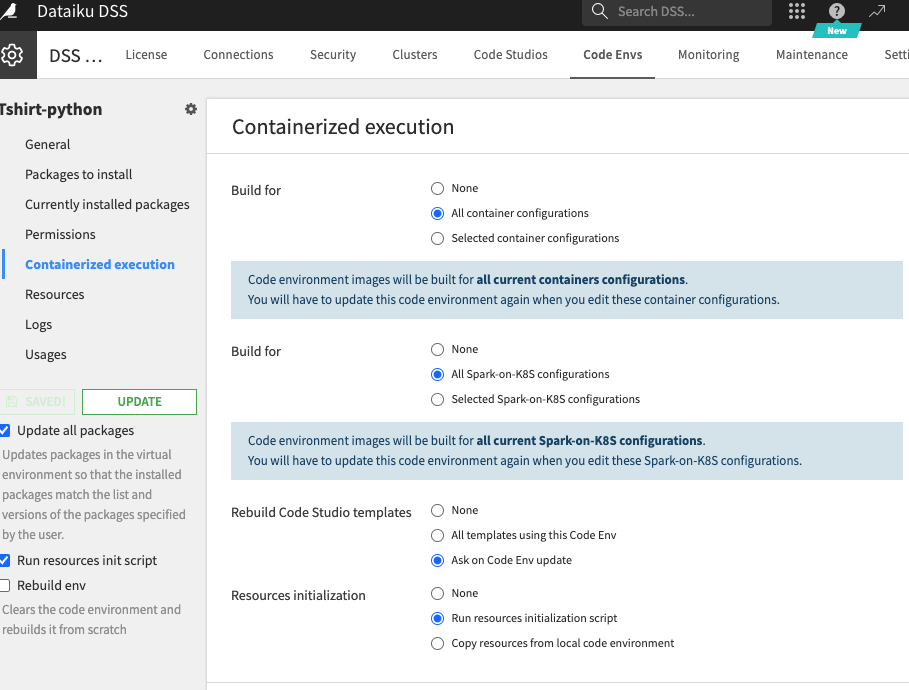 Dataiku DSS
Search DSS...
?
New
DSS ...
License
Connections
Security
Clusters
Code Studios
Code Envs
Monitoring
Maintenance
Setti
Tshirt-python
General
Packages to install
Currently installed packages
Permissions
Containerized execution
Resources
Logs
Usages
SAVED!
UPDATE
Update all packages
Updates packages in the virtual
environment so that the installed
packages match the list and
versions of the packages specified
by the user.
Run resources init script
Rebuild env
Clears the code environment and
rebuilds it from scratch
Containerized execution
Build for
None
All container configurations
Selected container configurations
Code environment images will be built for all current containers configurations.
You will have to update this code environment again when you edit these container configurations.
Build for
None
All Spark-on-K8S configurations
Selected Spark-on-K8S configurations
Code environment images will be built for all current Spark-on-K8S configurations.
You will have to update this code environment again when you edit these Spark-on-K8S configurations.
Rebuild Code Studio templates
None
All templates using this Code Env
Ask on Code Env update
Resources initialization
None
Run resources initialization script
Copy resources from local code environment